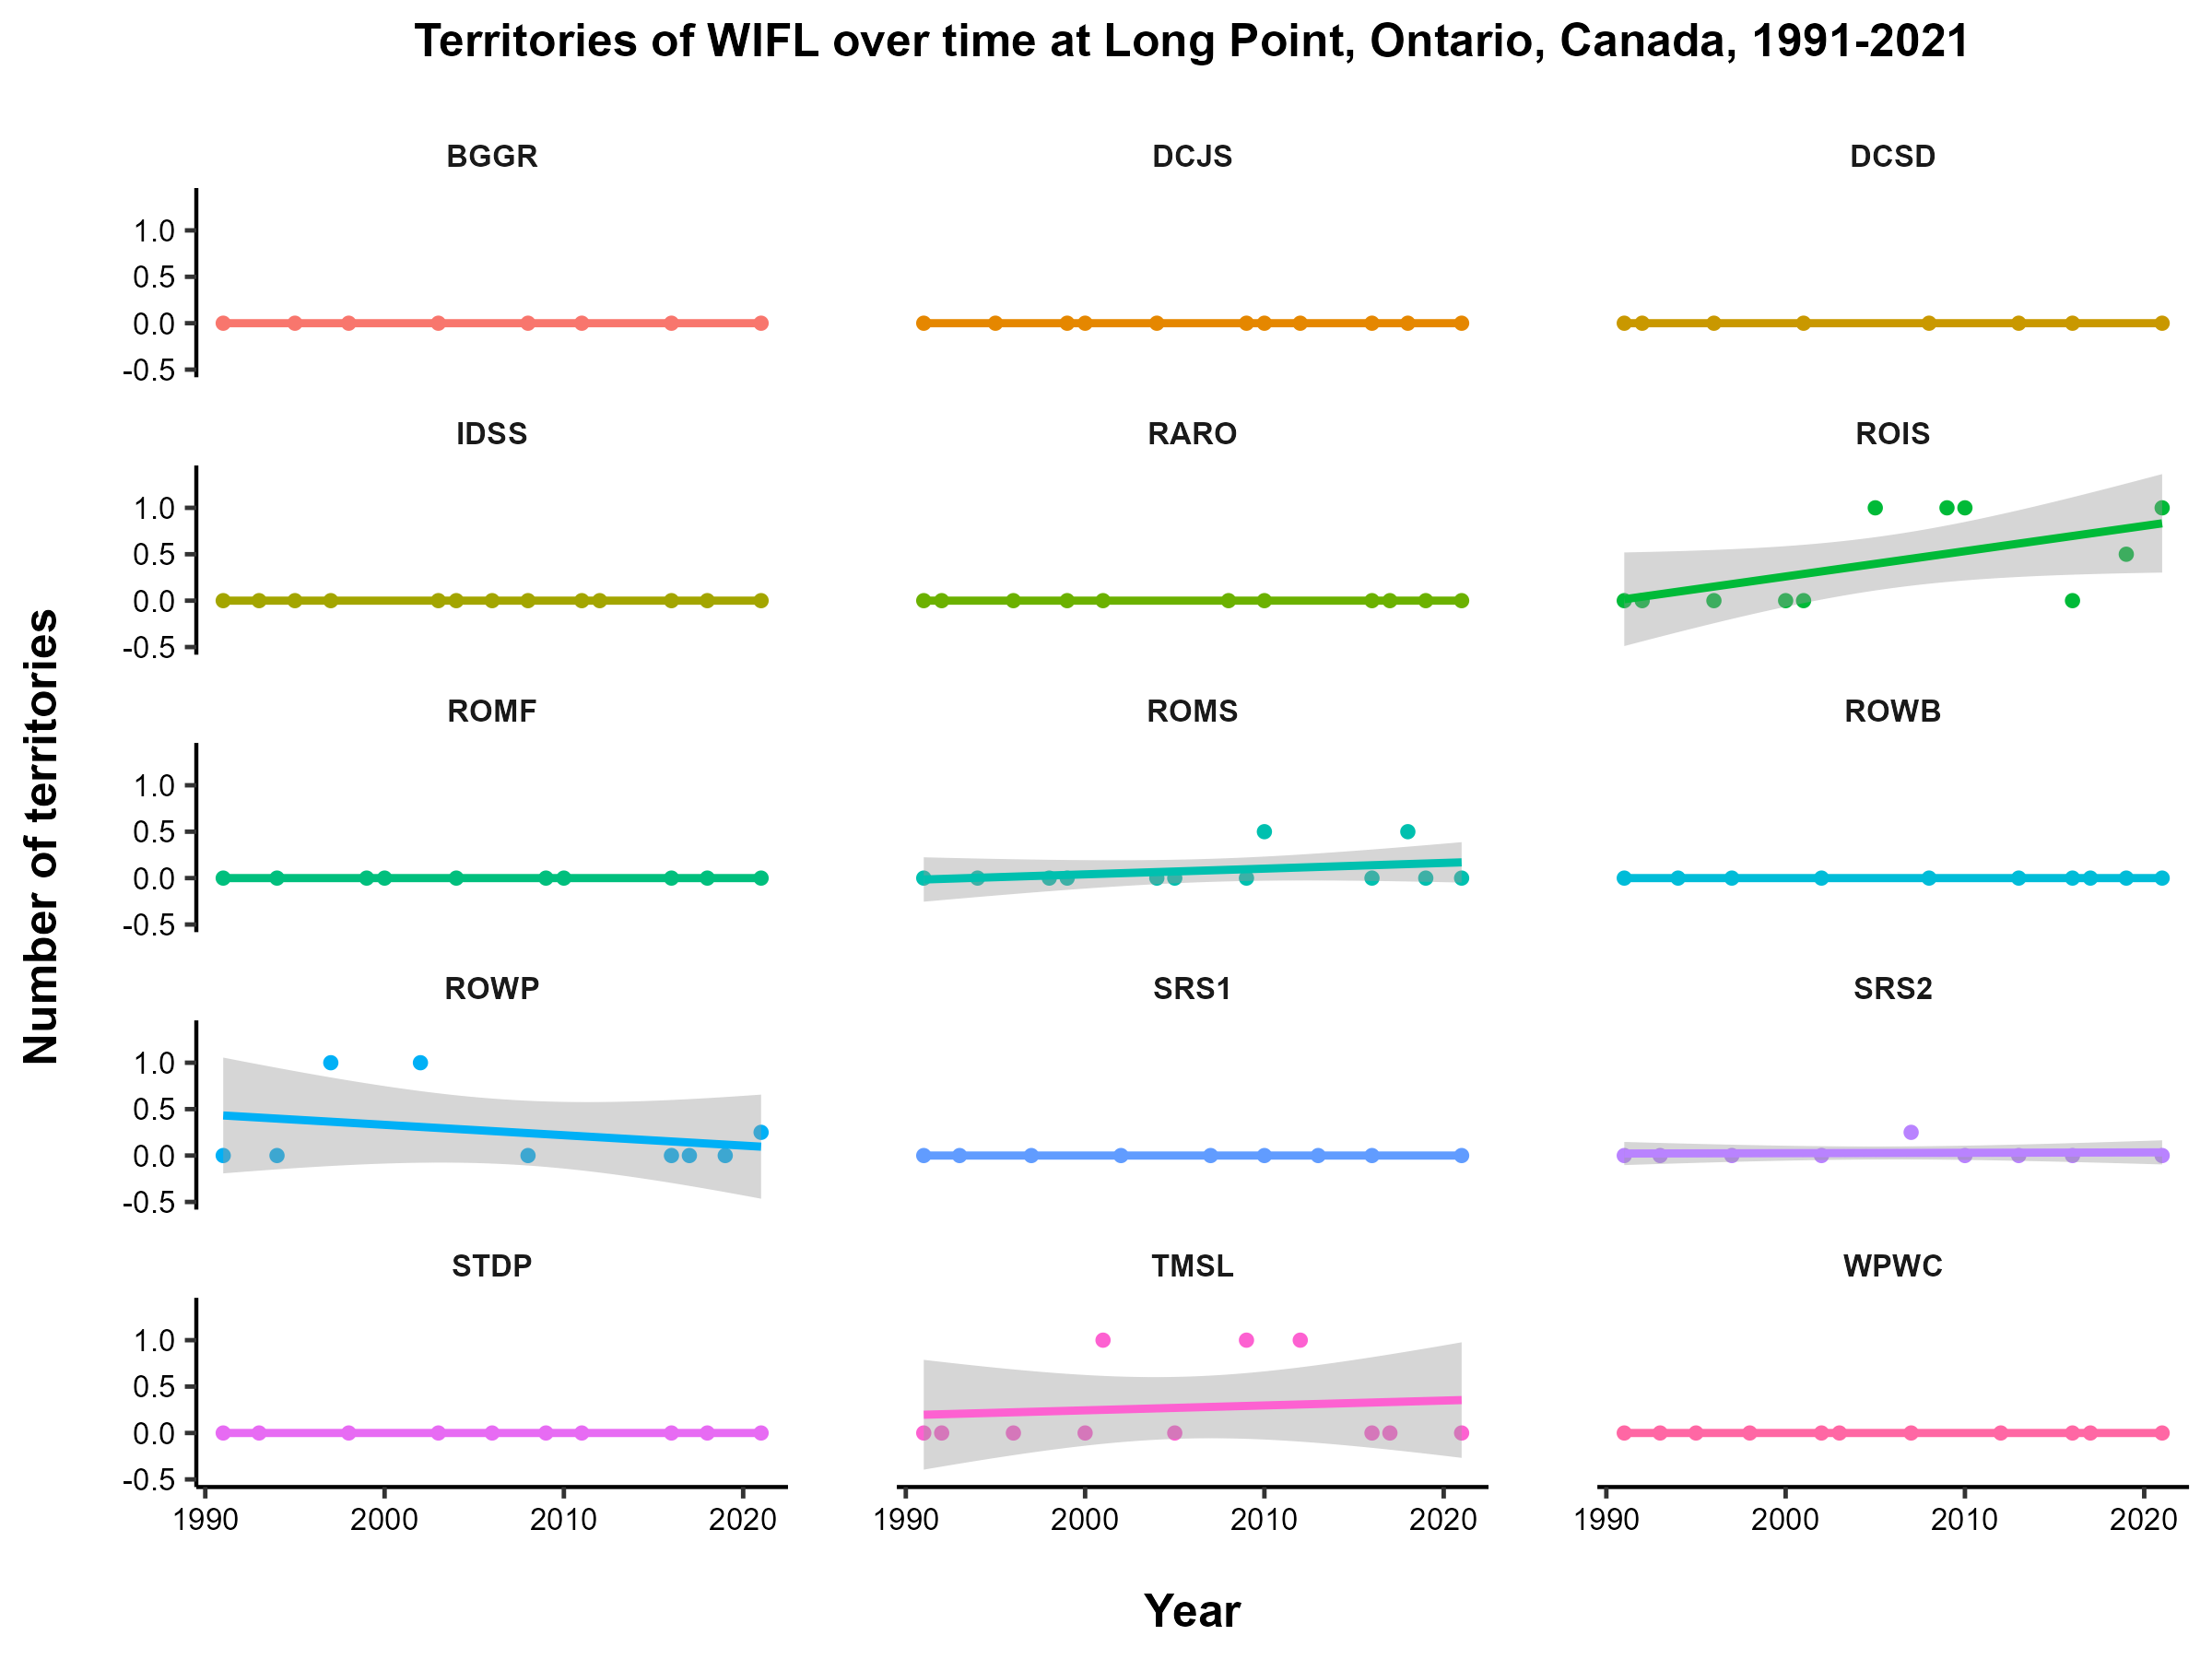 Territories of WIFL over time at Long Point, Ontario, Canada, 1991-2021
BGGR DCJS DCSD
1.0
0.5
0.0
-0.5
IDSS RARO ROIS
1.0
0.5
0.0
-0.5
ROMF ROMS ROWB
1.0
0.5
0.0
-0.5
ROWP SRS1 SRS2
1.0
0.5
0.0
-0.5
STDP TMSL WPWC
1.0
0.5
0.0
-0.5
1990 2000 2010 2020 1990 2000 2010 2020 1990 2000 2010 2020
Number of territories
Year